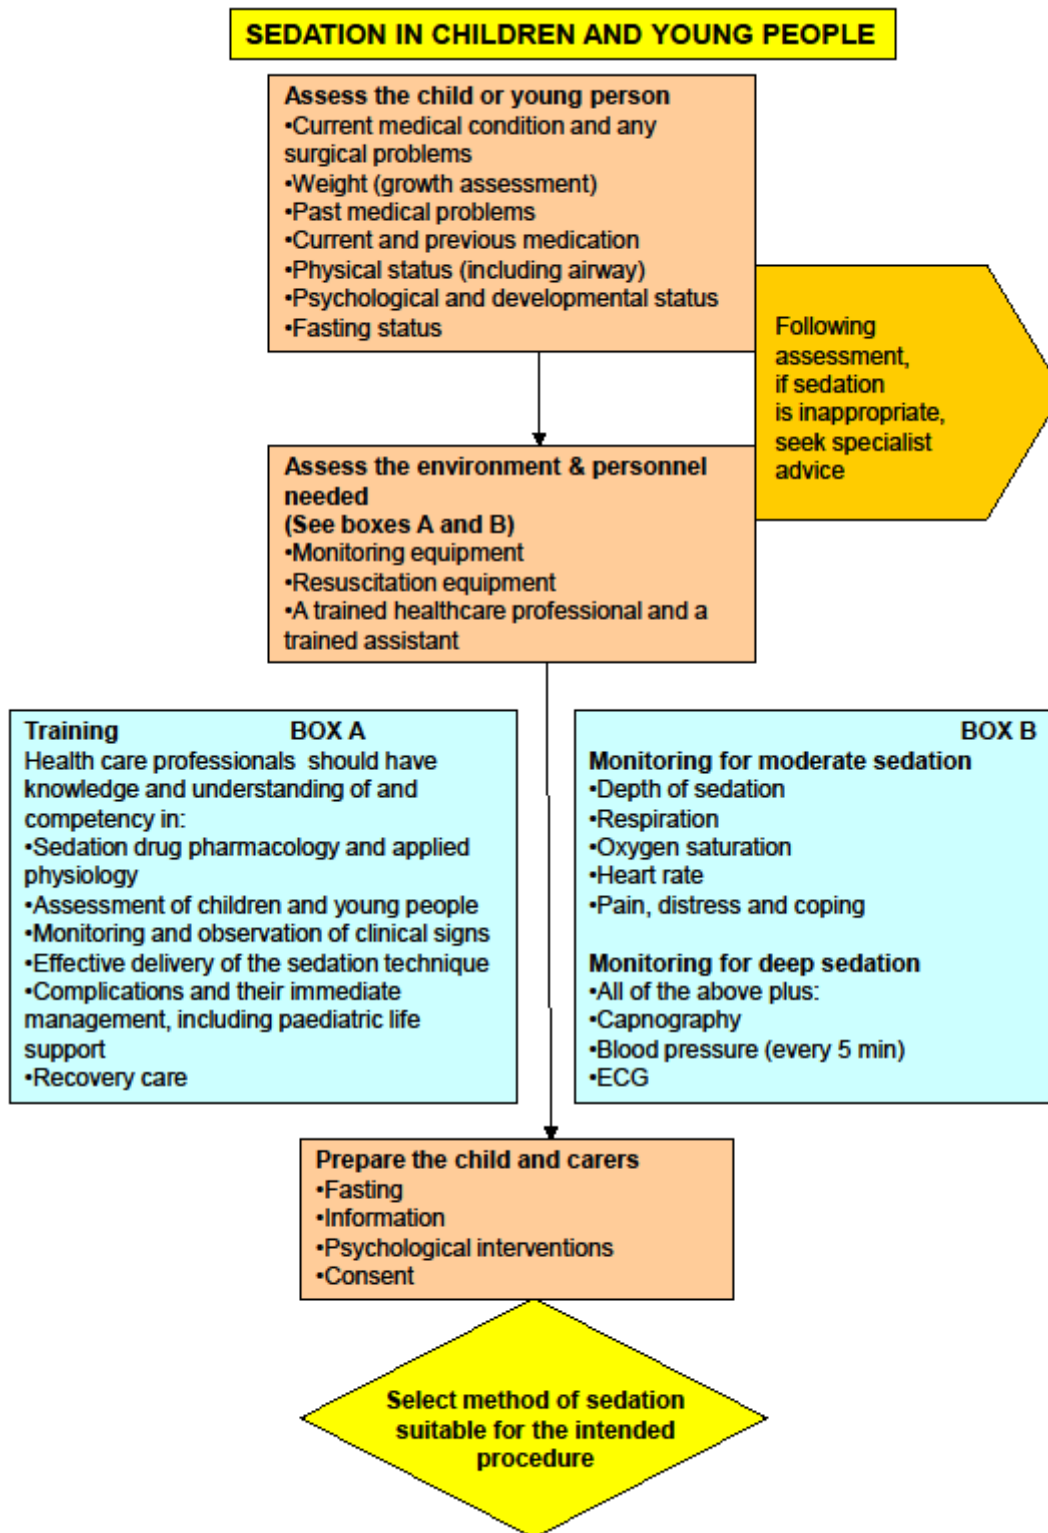 SEDATION IN CHILDREN AND YOUNG PEOPLE
Assess the child or young person
•Current medical condition and any
surgical problems
•Weight (growth assessment)
•Past medical problems
•Current and previous medication
•Physical status (including airway)
•Psychological and developmental status
•Fasting status
Following
assessment,
if sedation
is inappropriate,
seek specialist
advice
Assess the environment & personnel
needed
(See boxes A and B)
•Monitoring equipment
•Resuscitation equipment
•A trained healthcare professional and a
trained assistant
Training BOX A
Health care professionals should have
knowledge and understanding of and
competency in:
•Sedation drug pharmacology and applied
physiology
•Assessment of children and young people
•Monitoring and observation of clinical signs
•Effective delivery of the sedation technique
•Complications and their immediate
management, including paediatric life
support
•Recovery care
BOX B
Monitoring for moderate sedation
•Depth of sedation
•Respiration
•Oxygen saturation
•Heart rate
•Pain, distress and coping
Monitoring for deep sedation
•All of the above plus:
•Capnography
•Blood pressure (every 5 min)
•ECG
Prepare the child and carers
•Fasting
•Information
•Psychological interventions
•Consent
Select method of sedation
suitable for the intended
procedure